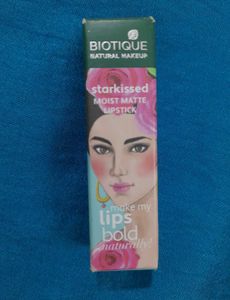 BIOTIQUE
NATURAL MAKEUP
starkissed
MOIST MATTE
LIPSTICK
make my
lips
bold
naturally!